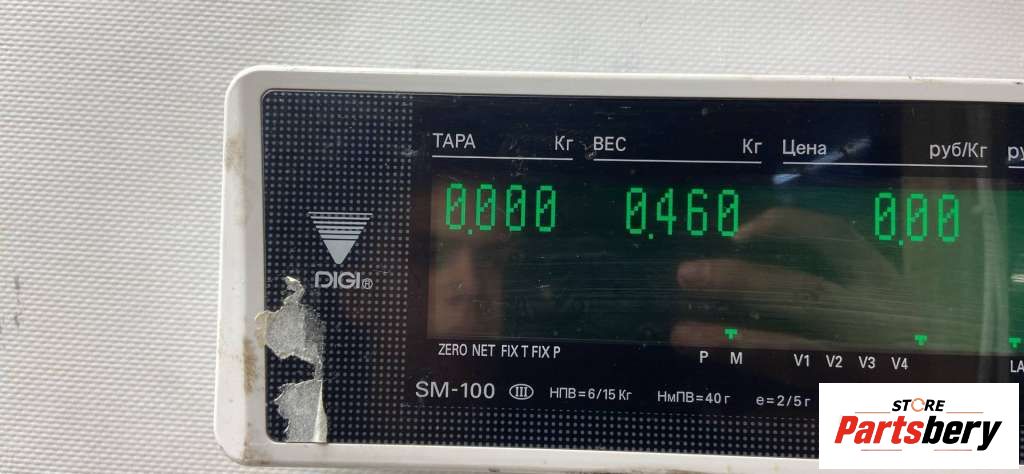 ТАРА Кг ВЕС Кг Цена руб/Кг
0.000 0.460 0.00
DIGI®
ZERO NET FIX T FIX P P M V1 V2 V3 V4
SM-100 III НПВ=6/15 Кг НмПВ=40 г e=2/5 г
STORE
Partsbery